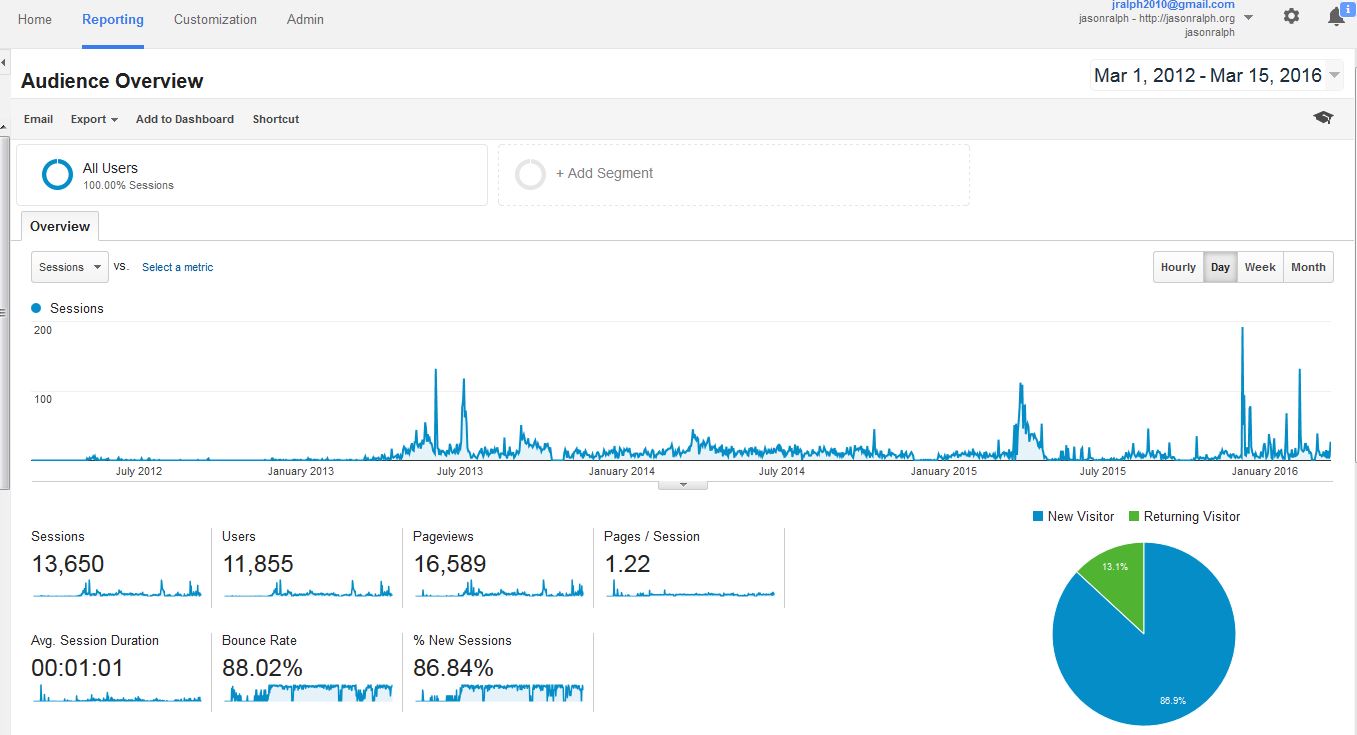 Home Reporting Customization Admin
jralph2010@gmail.com
jasonralph - http://jasonralph.org
jasonralph
i
Audience Overview
Mar 1, 2012 - Mar 15, 2016
Email Export Add to Dashboard Shortcut
All Users
100.00% Sessions
+ Add Segment
Overview
Sessions VS. Select a metric
Hourly Day Week Month
Sessions
200
100
July 2012 January 2013 July 2013 January 2014 July 2014 January 2015 July 2015 January 2016
New Visitor Returning Visitor
Sessions
13,650
Users
11,855
Pageviews
16,589
Pages / Session
1.22
Avg. Session Duration
00:01:01
Bounce Rate
88.02%
% New Sessions
86.84%
13.1%
86.9%